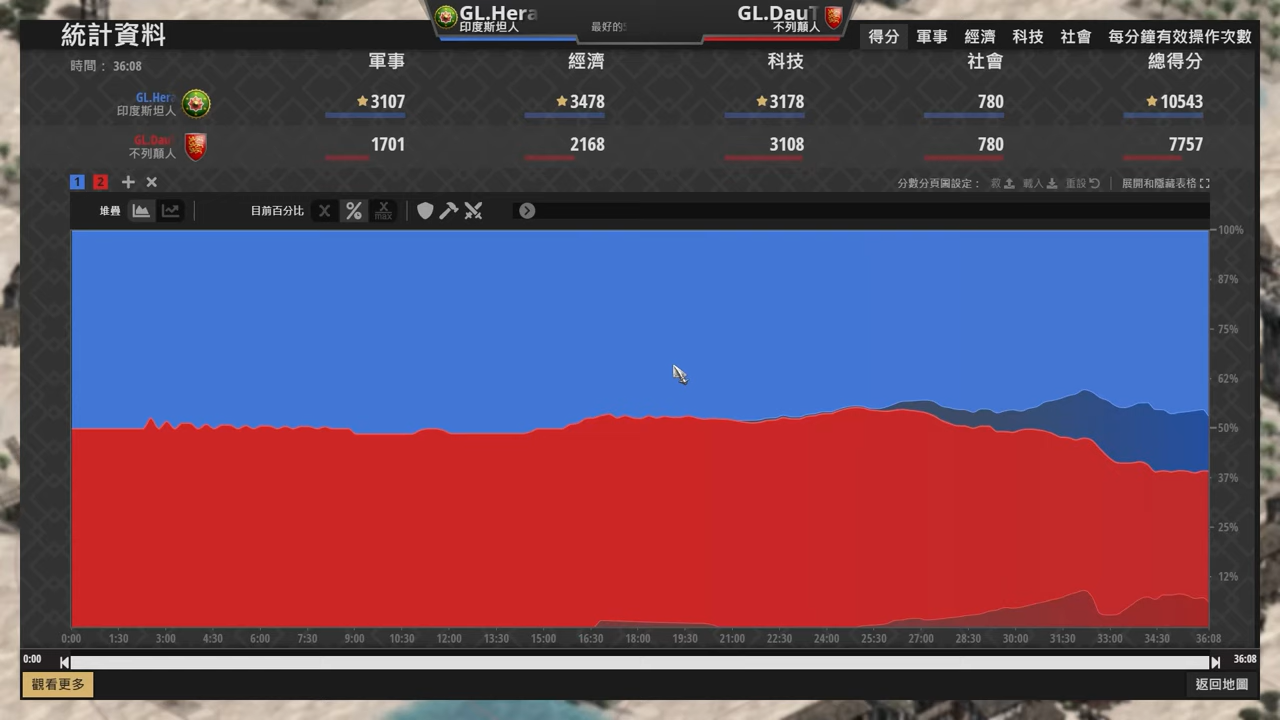 GL.Hera
印度斯坦人
最好的
GL.DauT
不列顛人
統計資料
得分 軍事 經濟 科技 社會 每分鐘有效操作次數
時間： 36:08
軍事 經濟 科技 社會 總得分
GL.Her
印度斯坦人
3107 3478 3178 780 10543
GL.Dau
不列顛人
1701 2168 3108 780 7757
1 2
分數分頁圖設定： 載入 重設 展開和隱藏表格
堆疊 目前百分比 X % X max
100%
87%
75%
62%
50%
37%
25%
12%
0:00 1:30 3:00 4:30 6:00 7:30 9:00 10:30 12:00 13:30 15:00 16:30 18:00 19:30 21:00 22:30 24:00 25:30 27:00 28:30 30:00 31:30 33:00 34:30 36:08
0:00 36:08
觀看更多 返回地圖